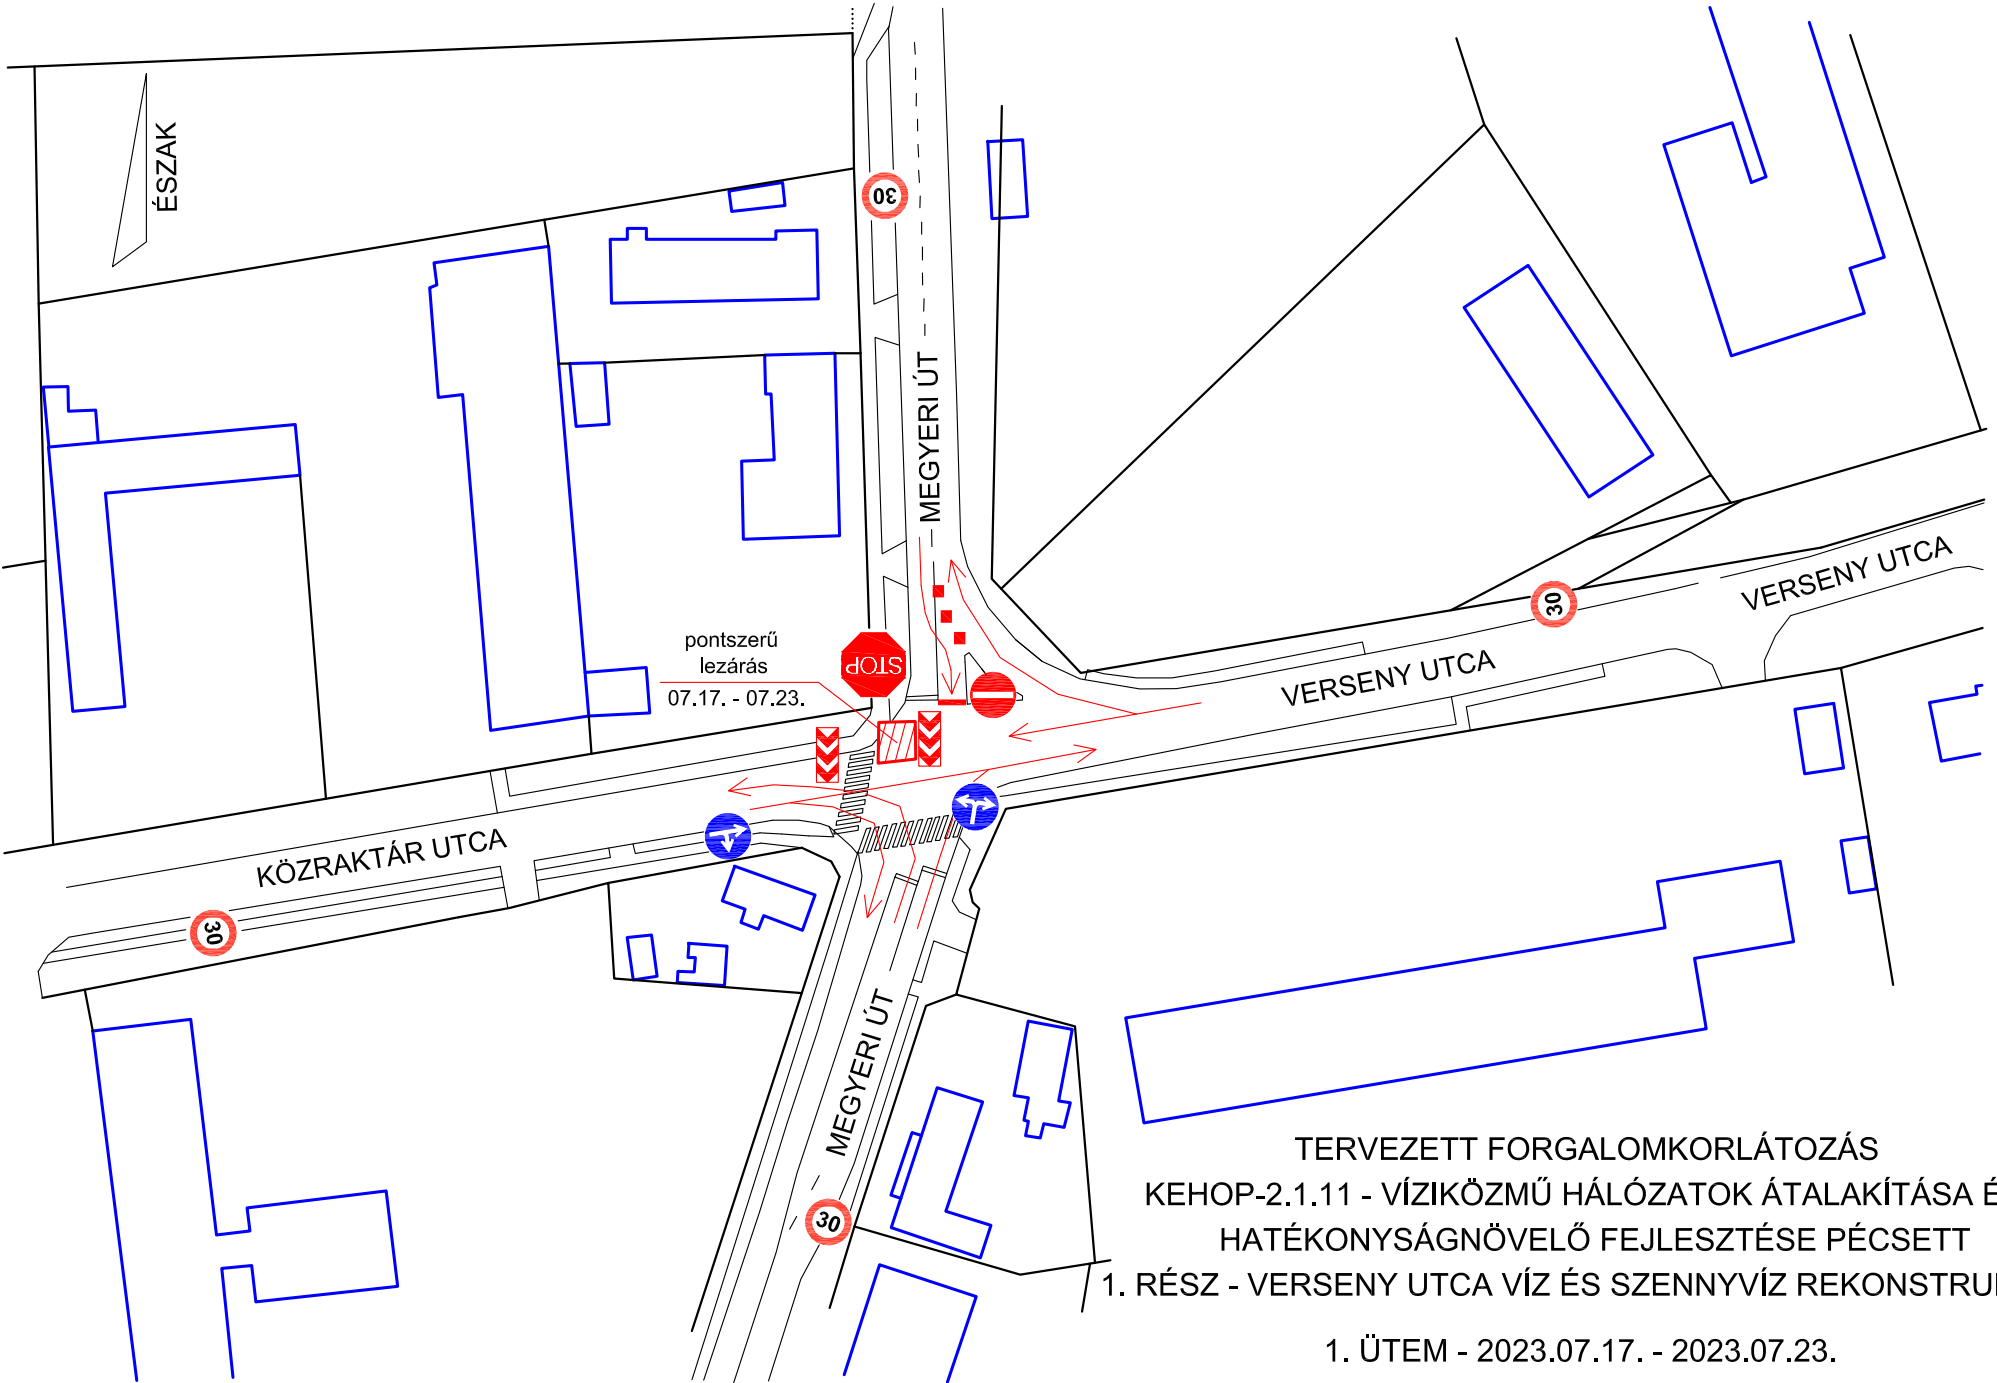 ÉSZAK
30
MEGYERI ÚT
pontszerű
lezárás
07.17. - 07.23.
STOP
30
VERSENY UTCA
VERSENY UTCA
KÖZRAKTÁR UTCA
30
MEGYERI ÚT
30
TERVEZETT FORGALOMKORLÁTOZÁS
KEHOP-2.1.11 - VÍZIKÖZMŰ HÁLÓZATOK ÁTALAKÍTÁSA É
HATÉKONYSÁGNÖVELŐ FEJLESZTÉSE PÉCSETT
1. RÉSZ - VERSENY UTCA VÍZ ÉS SZENNYVÍZ REKONSTRU
1. ÜTEM - 2023.07.17. - 2023.07.23.